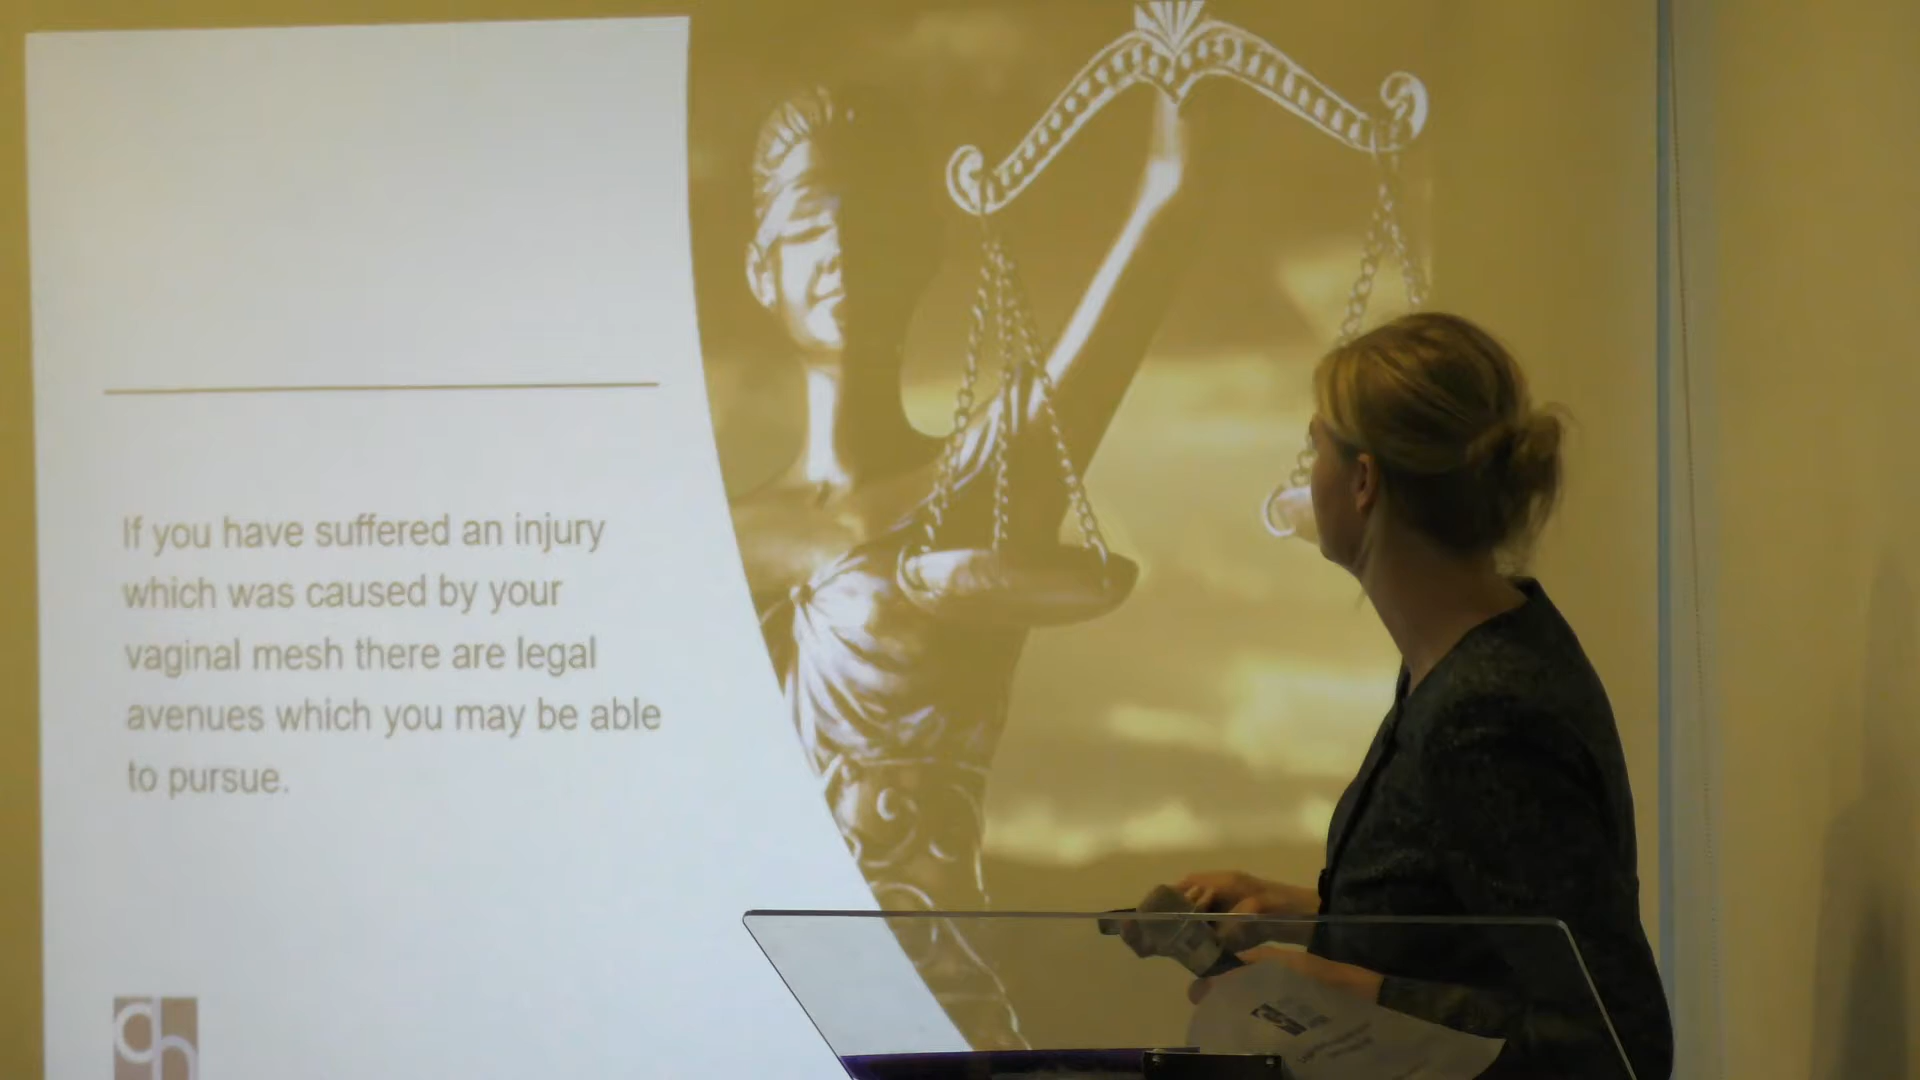 If you have suffered an injury
which was caused by your
vaginal mesh there are legal
avenues which you may be able
to pursue.
gh